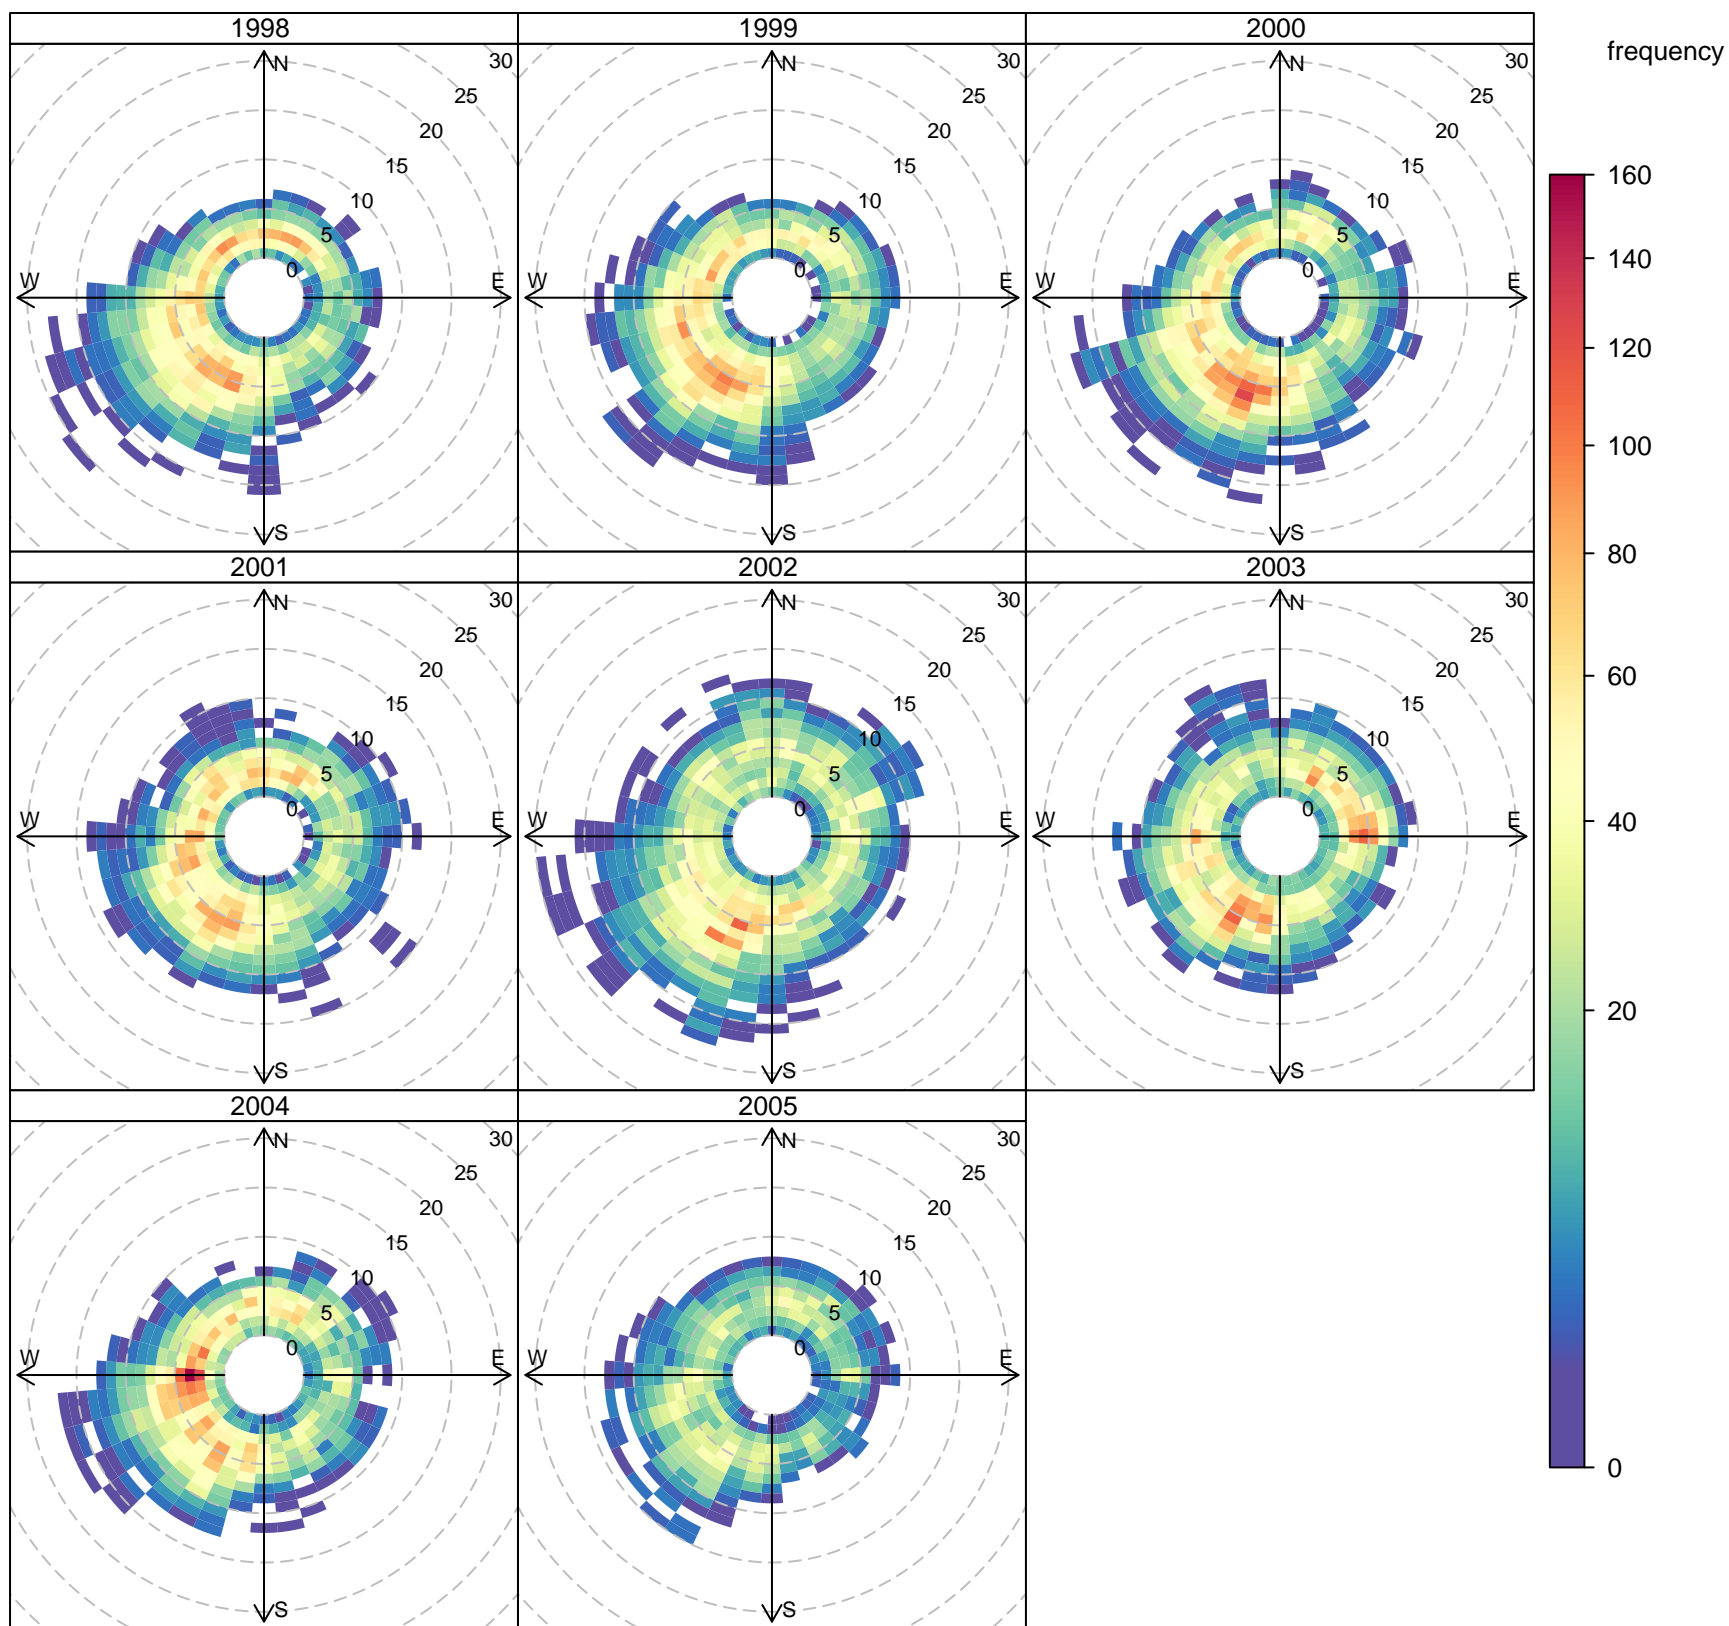 1998 1999 2000
frequency
N 30 N 30 N 30
25 25 25
20 20 20
15 15 15
160
10 10 10
5 5 5
140
W 0 E W 0 E W 0 E
120
100
S S S
80
2001 2002 2003
N 30 N 30 N 30
25 25 25
60
20 20 20
15 15 15
10 10 10
5 5 5
W 0 E W 0 E W 0 E
40
20
S S S
2004 2005
N 30 N 30
25 25
20 20
15 15
10 10
5 5
W 0 E W 0 E
0
S S